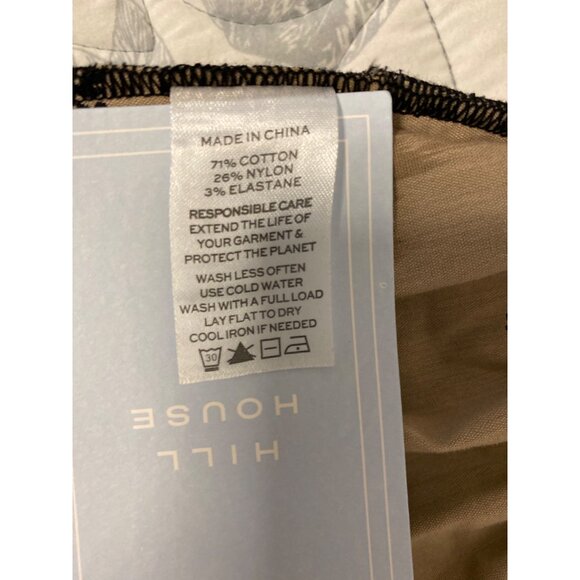 MADE IN CHINA
71% COTTON
26% NYLON
3% ELASTANE
RESPONSIBLE CARE
EXTEND THE LIFE OF
YOUR GARMENT &
PROTECT THE PLANET
WASH LESS OFTEN
USE COLD WATER
WASH WITH A FULL LOAD
LAY FLAT TO DRY
COOL IRON IF NEEDED
30
HILL
HOUSE